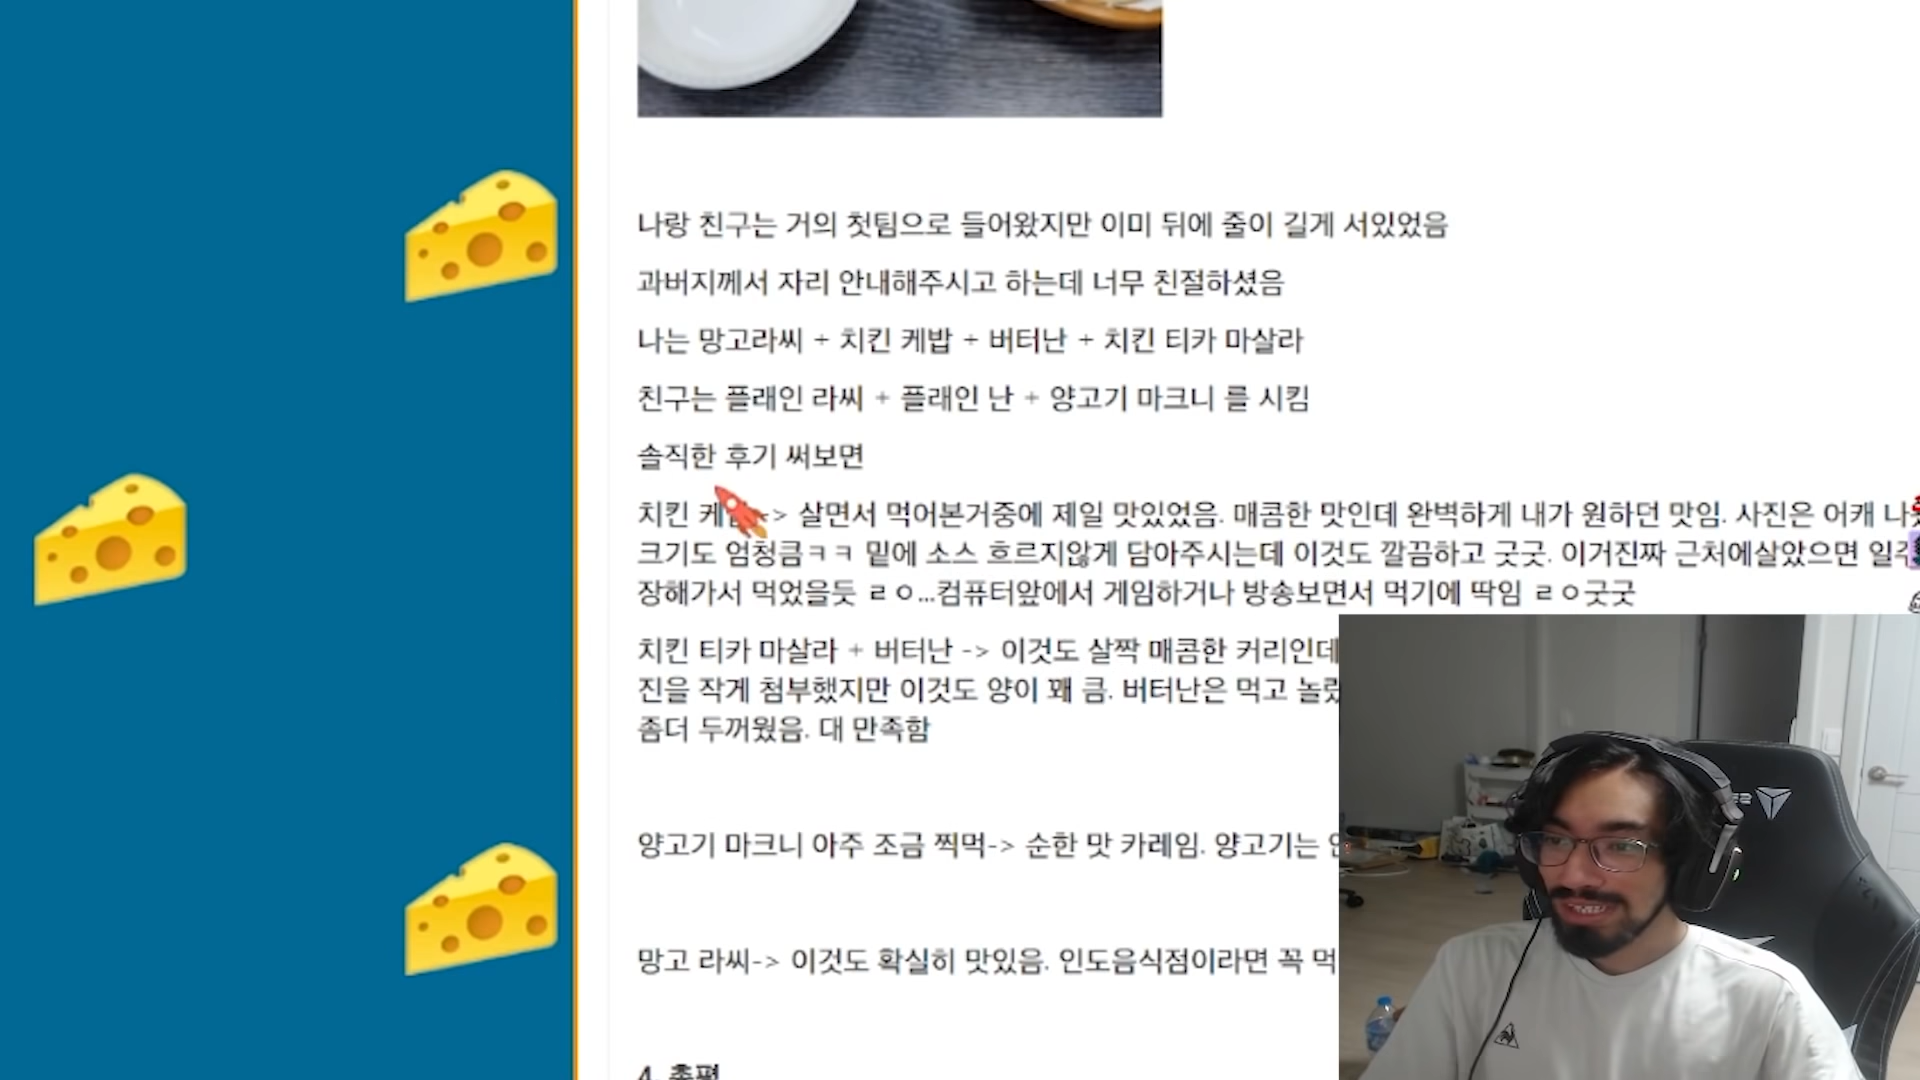 나랑 친구는 거의 첫팀으로 들어왔지만 이미 뒤에 줄이 길게 서있었음
과버지께서 자리 안내해주시고 하는데 너무 친절하셨음
나는 망고라씨 + 치킨 케밥 + 버터난 + 치킨 티카 마살라
친구는 플래인 라씨 + 플래인 난 + 양고기 마크니 를 시킴
솔직한 후기 써보면
치킨 -> 살면서 먹어본거중에 제일 맛있었음. 매콤한 맛인데 완벽하게 내가 원하던 맛임. 사진은 어캐
크기도 엄청큼ㅋㅋ 밑에 소스 흐르지않게 담아주시는데 이것도 깔끔하고 굿굿. 이거진짜 근처에살았으면
장해가서 먹었을듯 ㄹㅇ...컴퓨터앞에서 게임하거나 방송보면서 먹기에 딱임 ㄹㅇ굿굿
치킨 티카 마살라 + 버터난 -> 이것도 살짝 매콤한 커리인데
진을 작게 첨부했지만 이것도 양이 꽤 큼. 버터난은 먹고
좀더 두꺼웠음. 대 만족함
양고기 마크니 아주 조금 찍먹-> 순한 맛 카레임. 양고기는
망고 라씨-> 이것도 확실히 맛있음. 인도음식점이라면 꼭 먹
4. 총평